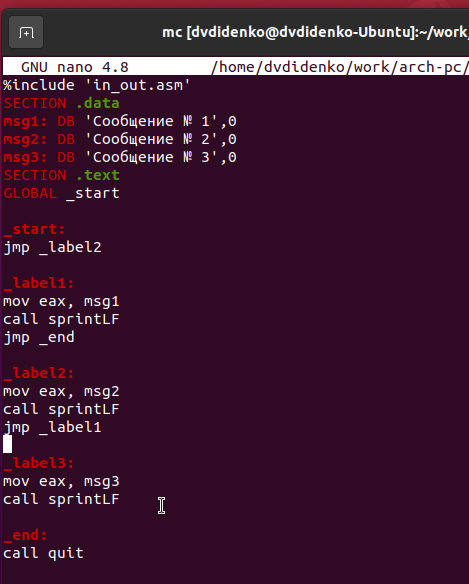 mc [dvdidenko@dvdidenko-Ubuntu]:~/work/
GNU nano 4.8 /home/dvdidenko/work/arch-pc/
%include 'in_out.asm'
SECTION .data
msg1: DB 'Сообщение № 1',0
msg2: DB 'Сообщение № 2',0
msg3: DB 'Сообщение № 3',0
SECTION .text
GLOBAL _start
_start:
jmp _label2
_label1:
mov eax, msg1
call sprintLF
jmp _end
_label2:
mov eax, msg2
call sprintLF
jmp _label1
_label3:
mov eax, msg3
call sprintLF
_end:
call quit